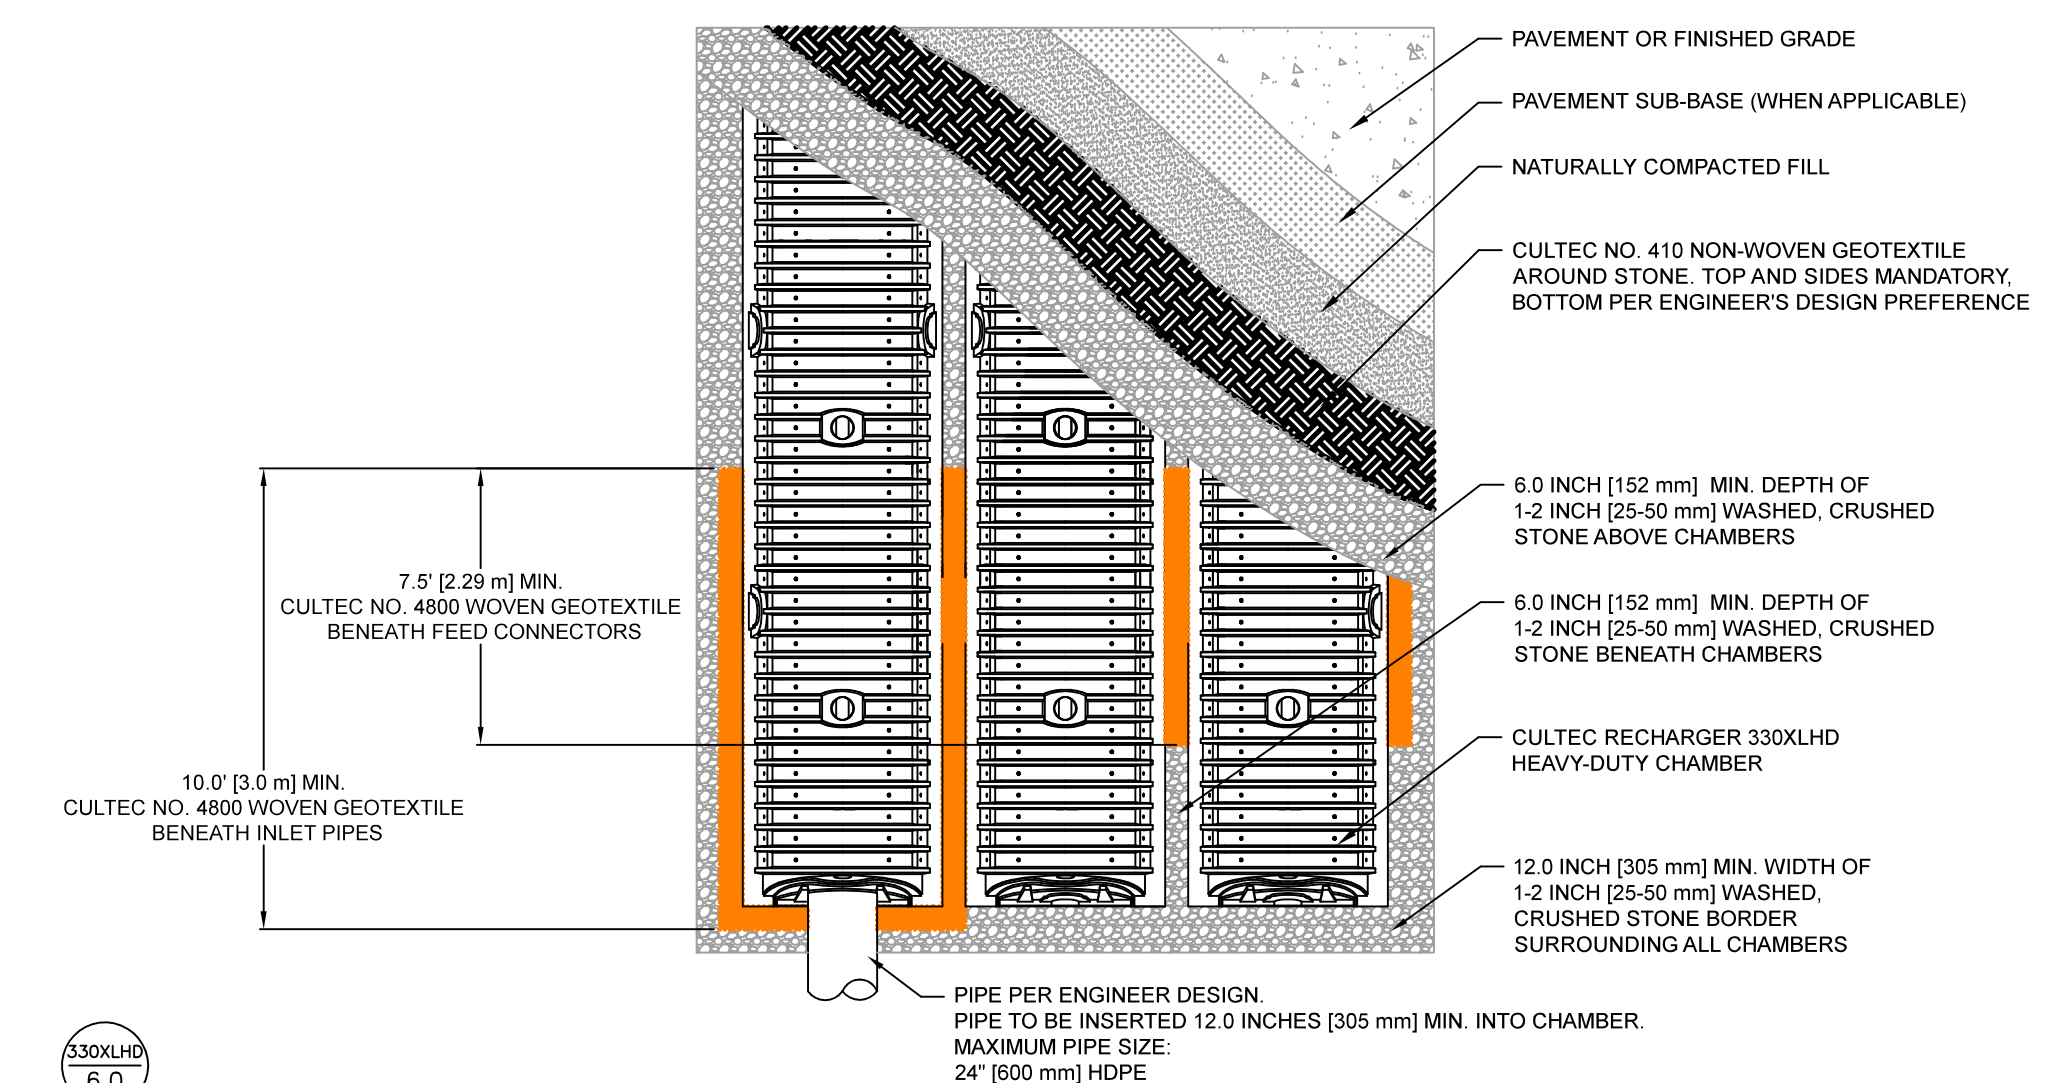 PAVEMENT OR FINISHED GRADE
PAVEMENT SUB-BASE (WHEN APPLICABLE)
NATURALLY COMPACTED FILL
CULTEC NO. 410 NON-WOVEN GEOTEXTILE
AROUND STONE. TOP AND SIDES MANDATORY,
BOTTOM PER ENGINEER'S DESIGN PREFERENCE
6.0 INCH [152 mm] MIN. DEPTH OF
1-2 INCH [25-50 mm] WASHED, CRUSHED
STONE ABOVE CHAMBERS
7.5' [2.29 m] MIN.
CULTEC NO. 4800 WOVEN GEOTEXTILE
BENEATH FEED CONNECTORS
6.0 INCH [152 mm] MIN. DEPTH OF
1-2 INCH [25-50 mm] WASHED, CRUSHED
STONE BENEATH CHAMBERS
CULTEC RECHARGER 330XLHD
HEAVY-DUTY CHAMBER
10.0' [3.0 m] MIN.
CULTEC NO. 4800 WOVEN GEOTEXTILE
BENEATH INLET PIPES
12.0 INCH [305 mm] MIN. WIDTH OF
1-2 INCH [25-50 mm] WASHED,
CRUSHED STONE BORDER
SURROUNDING ALL CHAMBERS
PIPE PER ENGINEER DESIGN.
PIPE TO BE INSERTED 12.0 INCHES [305 mm] MIN. INTO CHAMBER.
MAXIMUM PIPE SIZE:
24" [600 mm] HDPE
330XLHD
6.0